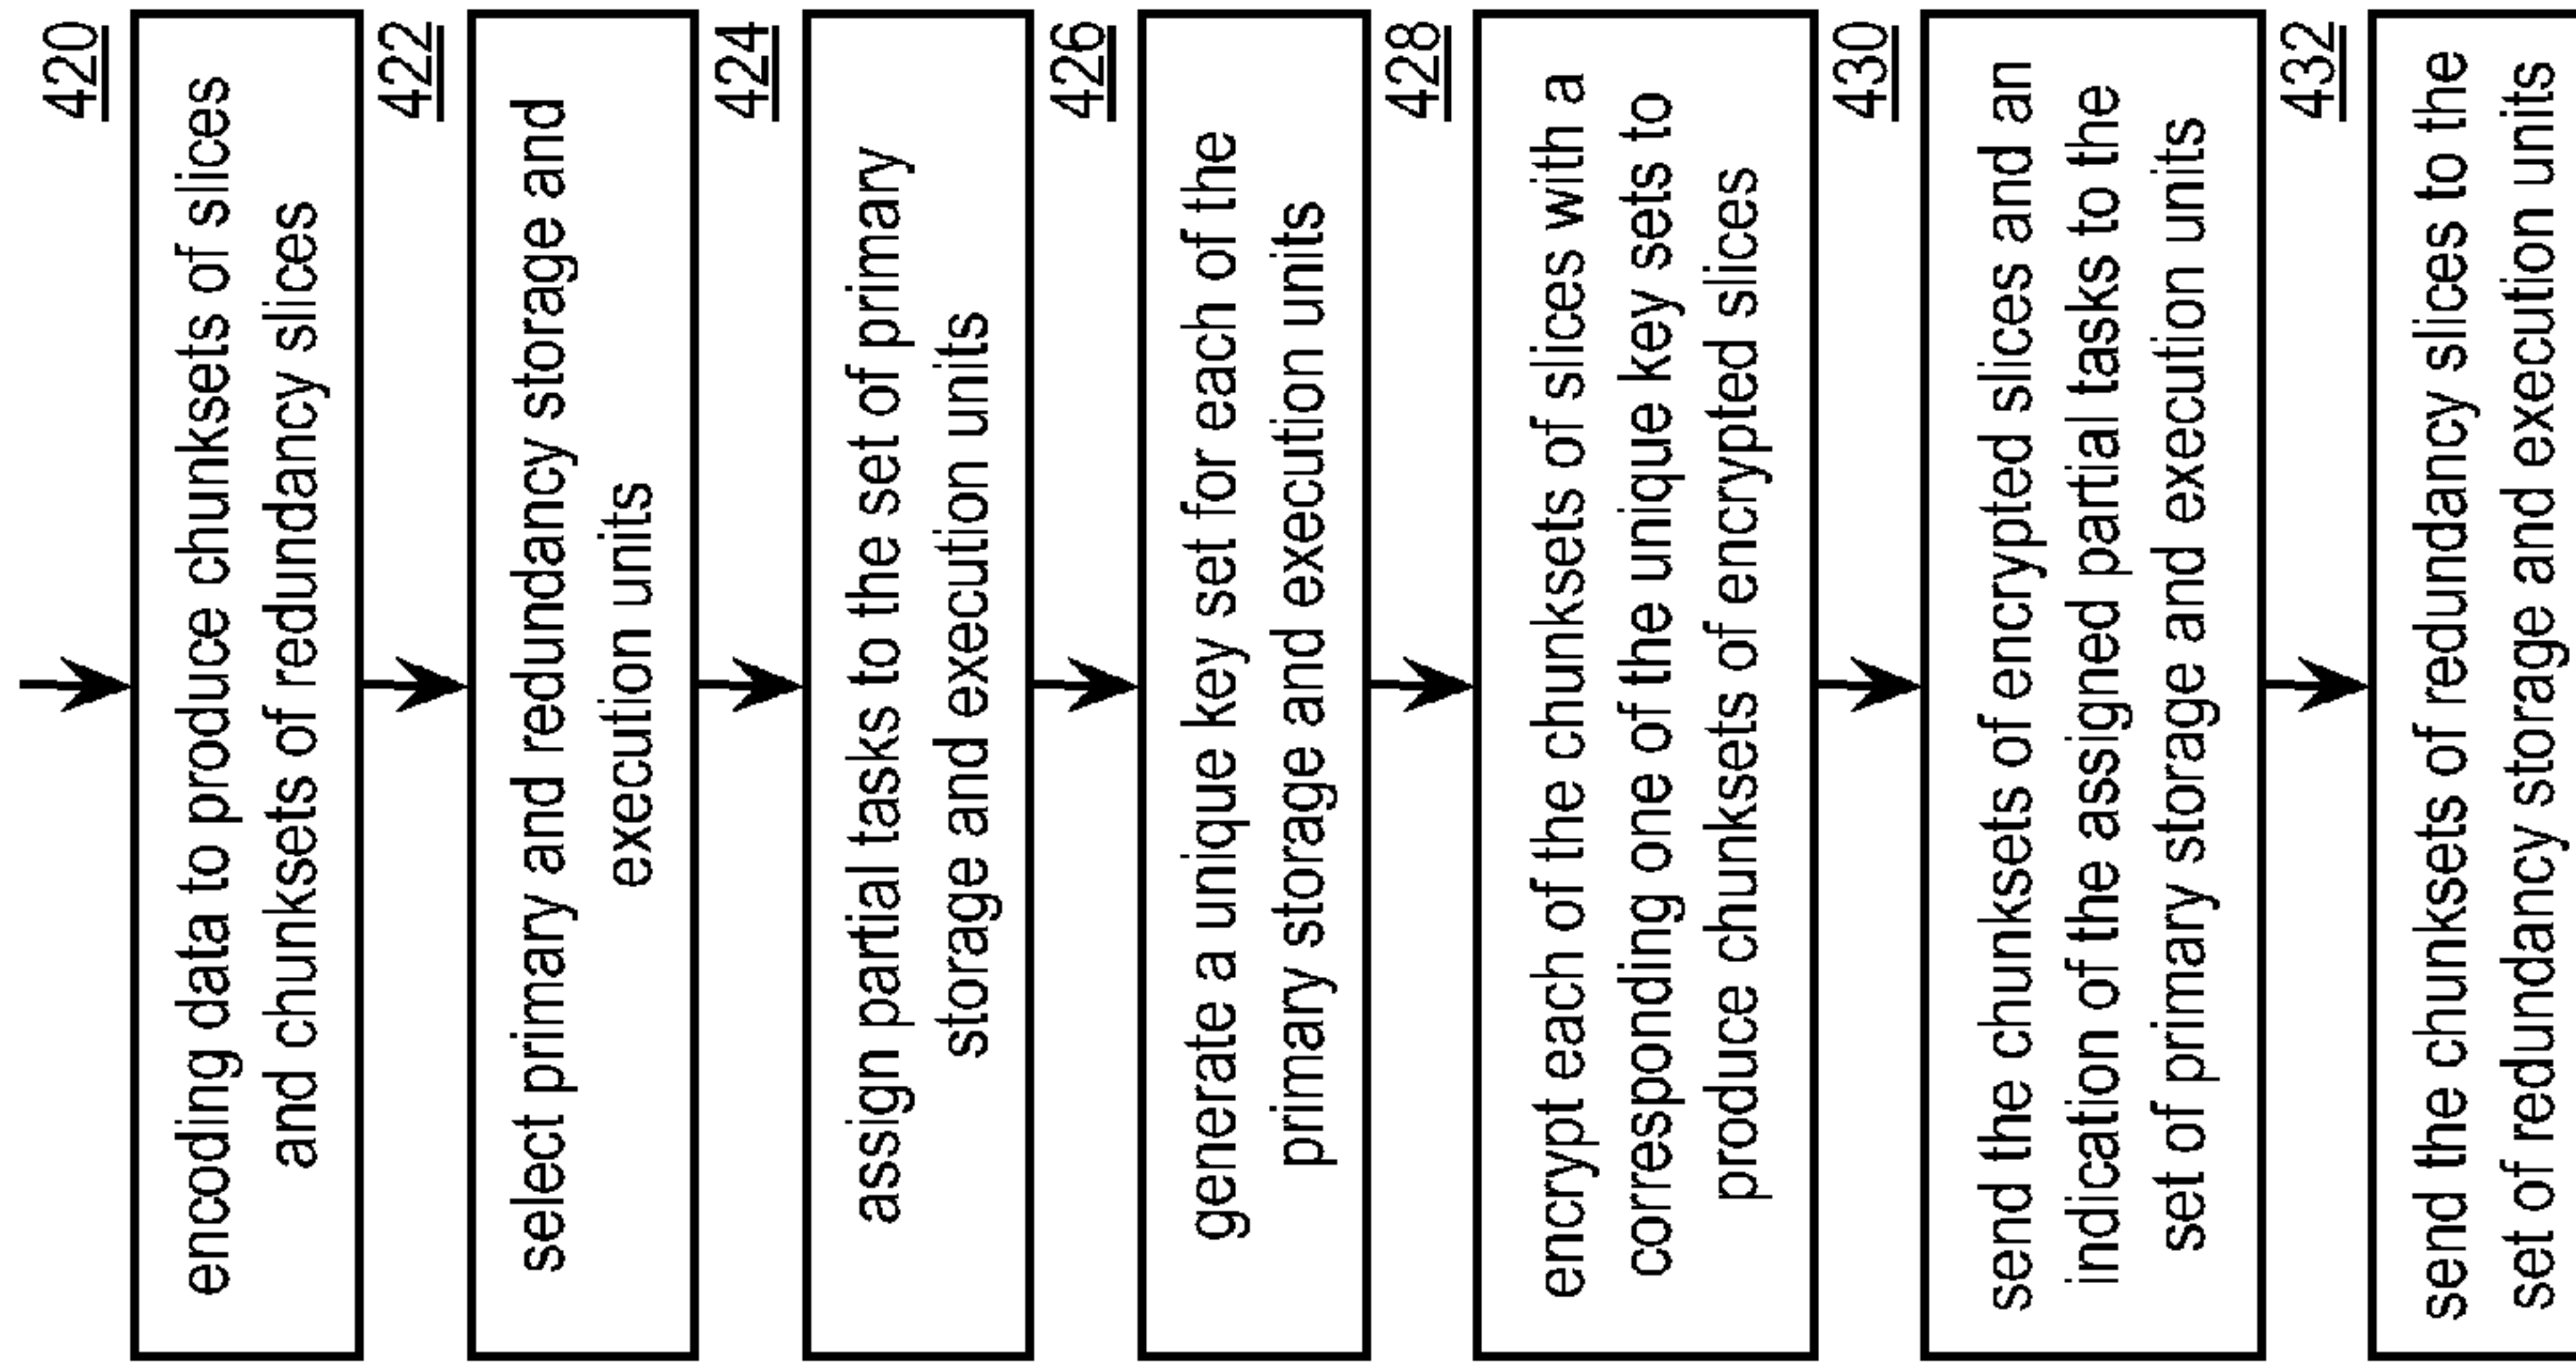 420
encoding data to produce chunksets of slices
and chunksets of redundancy slices
422
select primary and redundancy storage and
execution units
424
assign partial tasks to the set of primary
storage and execution units
426
generate a unique key set for each of the
primary storage and execution units
428
encrypt each of the chunksets of slices with a
corresponding one of the unique key sets to
produce chunksets of encrypted slices
430
send the chunksets of encrypted slices and an
indication of the assigned partial tasks to the
set of primary storage and execution units
432
send the chunksets of redundancy slices to the
set of redundancy storage and execution units